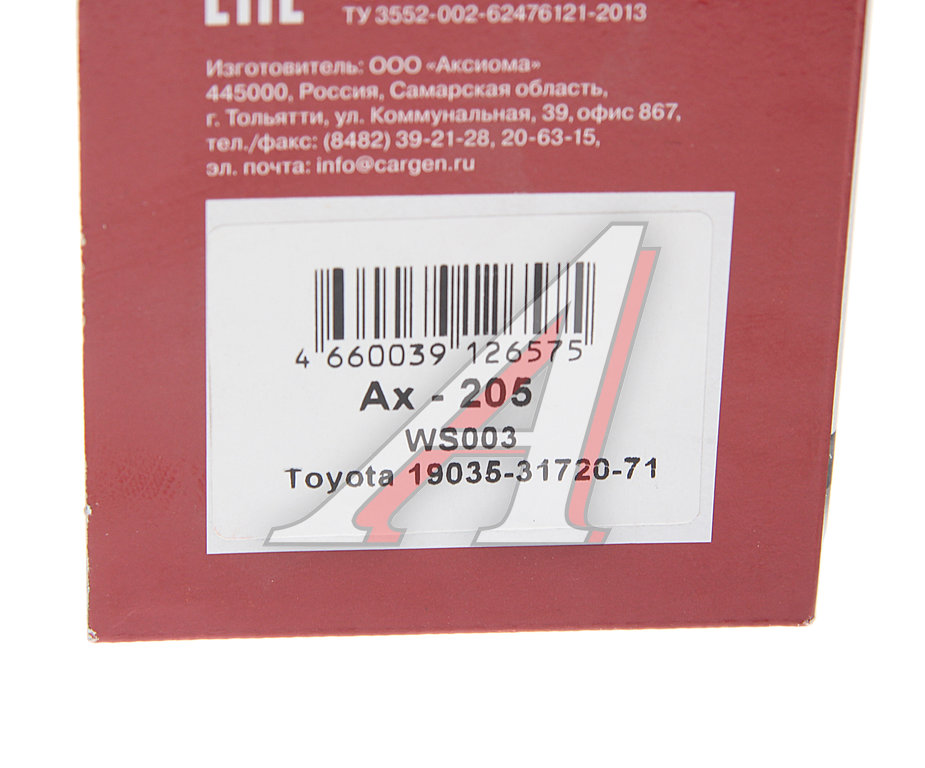 EAC
ТУ 3552-002-62476121-2013
Изготовитель: ООО «Аксиома»
445000, Россия, Самарская область,
г. Тольятти, ул. Коммунальная, 39, офис 867,
тел./факс: (8482) 39-21-28, 20-63-15,
эл. почта: info@cargen.ru
4 660039 126575
Ax - 205
WS003
Toyota 19035-31720-71